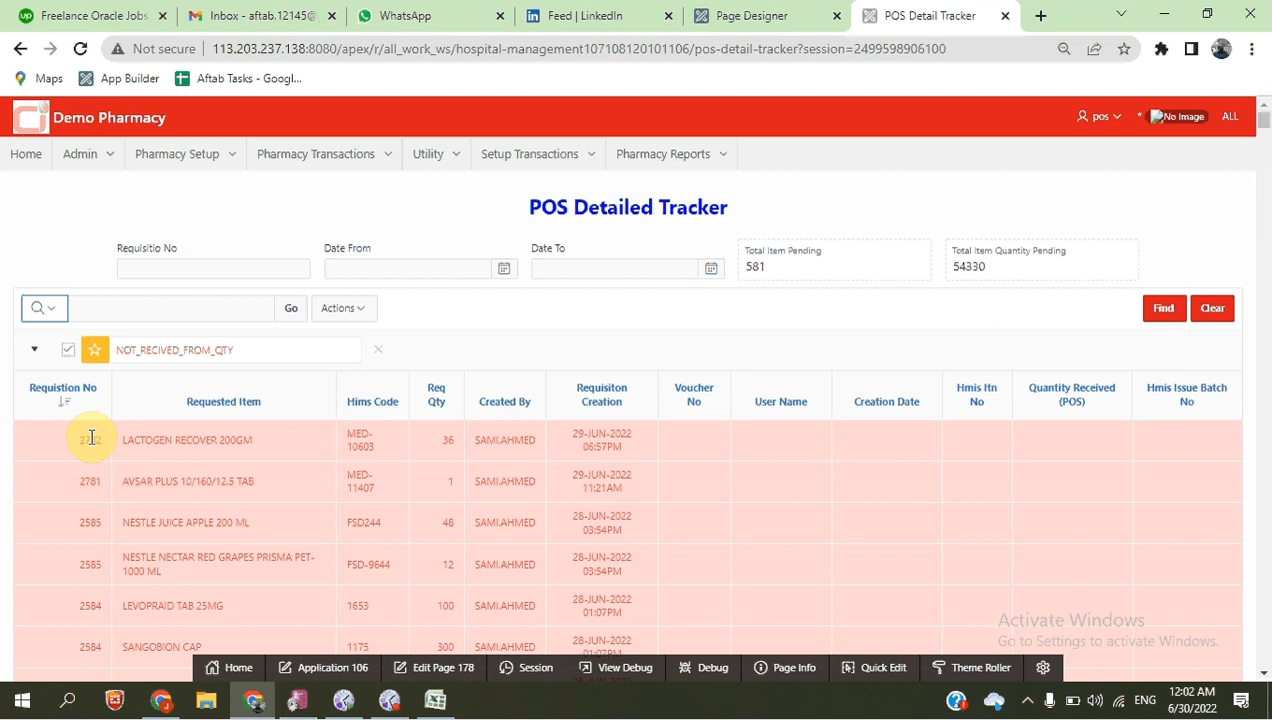 Freelance Oracle Jobs
Inbox - aftab.12145@
WhatsApp
Feed | LinkedIn
Page Designer
POS Detail Tracker
Not secure
113.203.237.138:8080/apex/r/all_work_ws/hospital-management107108120101106/pos-detail-tracker?session=2499598906100
Maps
App Builder
Aftab Tasks - Googl...
Demo Pharmacy
pos
* No Image
ALL
Home
Admin
Pharmacy Setup
Pharmacy Transactions
Utility
Setup Transactions
Pharmacy Reports
POS Detailed Tracker
Requisitio No
Date From
Date To
Total Item Pending
581
Total Item Quantity Pending
54330
Go
Actions
Find
Clear
NOT_RECIVED_FROM_QTY
Requistion No
Requested Item
Hims Code
Req Qty
Created By
Requisiton Creation
Voucher No
User Name
Creation Date
Hmis Itn No
Quantity Received (POS)
Hmis Issue Batch No
LACTOGEN RECOVER 200GM MED-10603 36 SAMI.AHMED 29-JUN-2022 06:57PM
2781 AVSAR PLUS 10/160/12.5 TAB MED-11407 1 SAMI.AHMED 29-JUN-2022 11:21AM
2585 NESTLE JUICE APPLE 200 ML FSD244 48 SAMI.AHMED 28-JUN-2022 03:54PM
2585 NESTLE NECTAR RED GRAPES PRISMA PET-1000 ML FSD-9644 12 SAMI.AHMED 28-JUN-2022 03:54PM
2584 LEVOPRAID TAB 25MG 1653 100 SAMI.AHMED 28-JUN-2022 01:07PM
2584 SANGOBION CAP 1175 300 SAMI.AHMED 28-JUN-2022 01:07PM
Activate Windows
Go to Settings to activate Windows.
Home
Application 106
Edit Page 178
Session
View Debug
Debug
Page Info
Quick Edit
Theme Roller
ENG
12:02 AM
6/30/2022